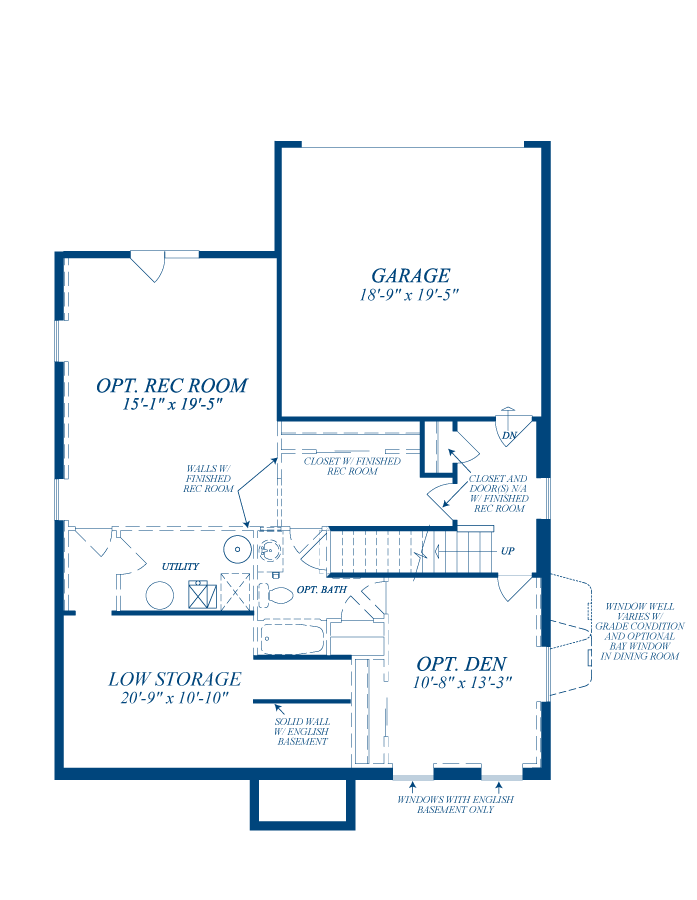 GARAGE
18'-9" x 19'-5"
OPT. REC ROOM
15'-1" x 19'-5"
DN
WALLS W/
FINISHED
REC ROOM
CLOSET W/ FINISHED
REC ROOM
CLOSET AND
DOOR(S) N/A
W/ FINISHED
REC ROOM
UP
UTILITY
OPT. BATH
WINDOW WELL
VARIES W/
GRADE CONDITION
AND OPTIONAL
BAY WINDOW
IN DINING ROOM
LOW STORAGE
20'-9" x 10'-10"
OPT. DEN
10'-8" x 13'-3"
SOLID WALL
W/ ENGLISH
BASEMENT
WINDOWS WITH ENGLISH
BASEMENT ONLY